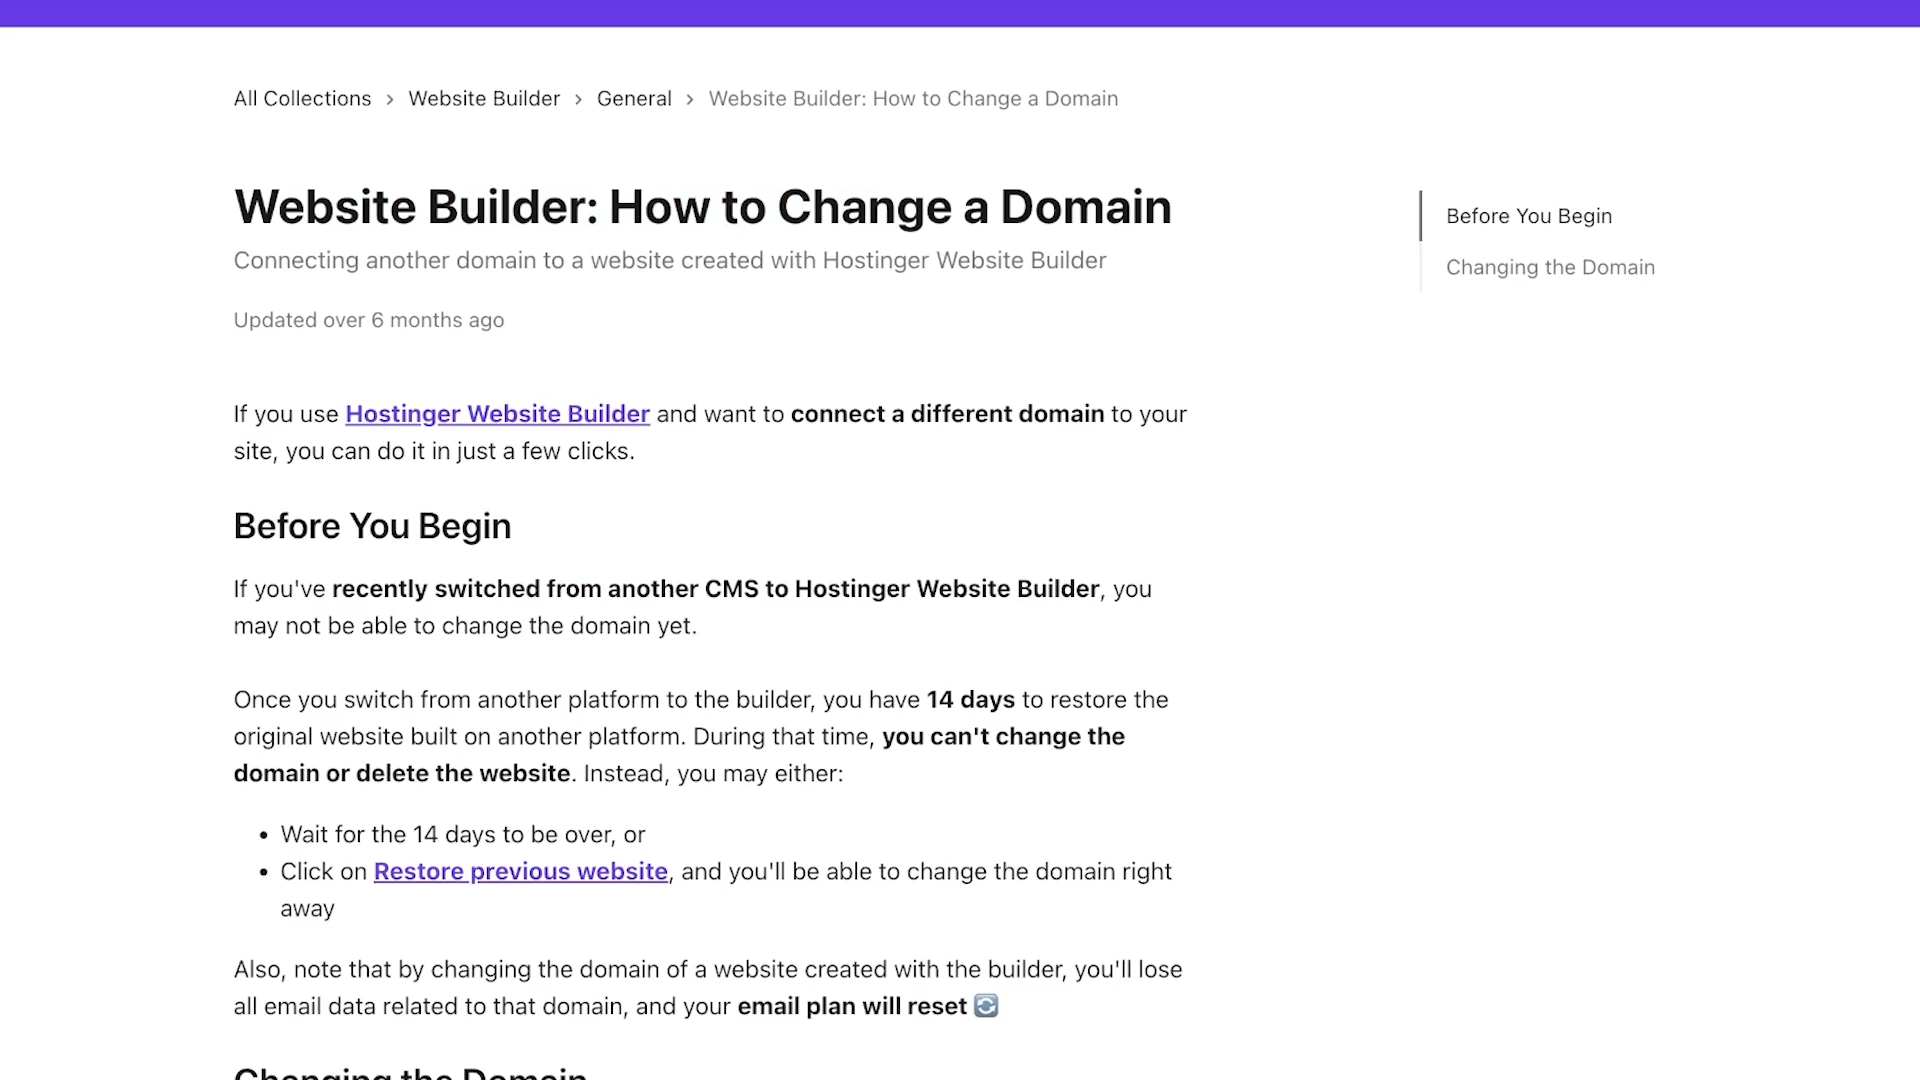 All Collections > Website Builder > General > Website Builder: How to Change a Domain
Website Builder: How to Change a Domain
Connecting another domain to a website created with Hostinger Website Builder
Updated over 6 months ago
Before You Begin
Changing the Domain
If you use Hostinger Website Builder and want to connect a different domain to your
site, you can do it in just a few clicks.
Before You Begin
If you've recently switched from another CMS to Hostinger Website Builder, you
may not be able to change the domain yet.
Once you switch from another platform to the builder, you have 14 days to restore the
original website built on another platform. During that time, you can't change the
domain or delete the website. Instead, you may either:
• Wait for the 14 days to be over, or
• Click on Restore previous website, and you'll be able to change the domain right
away
Also, note that by changing the domain of a website created with the builder, you'll lose
all email data related to that domain, and your email plan will reset 🔄
Changing the Domain